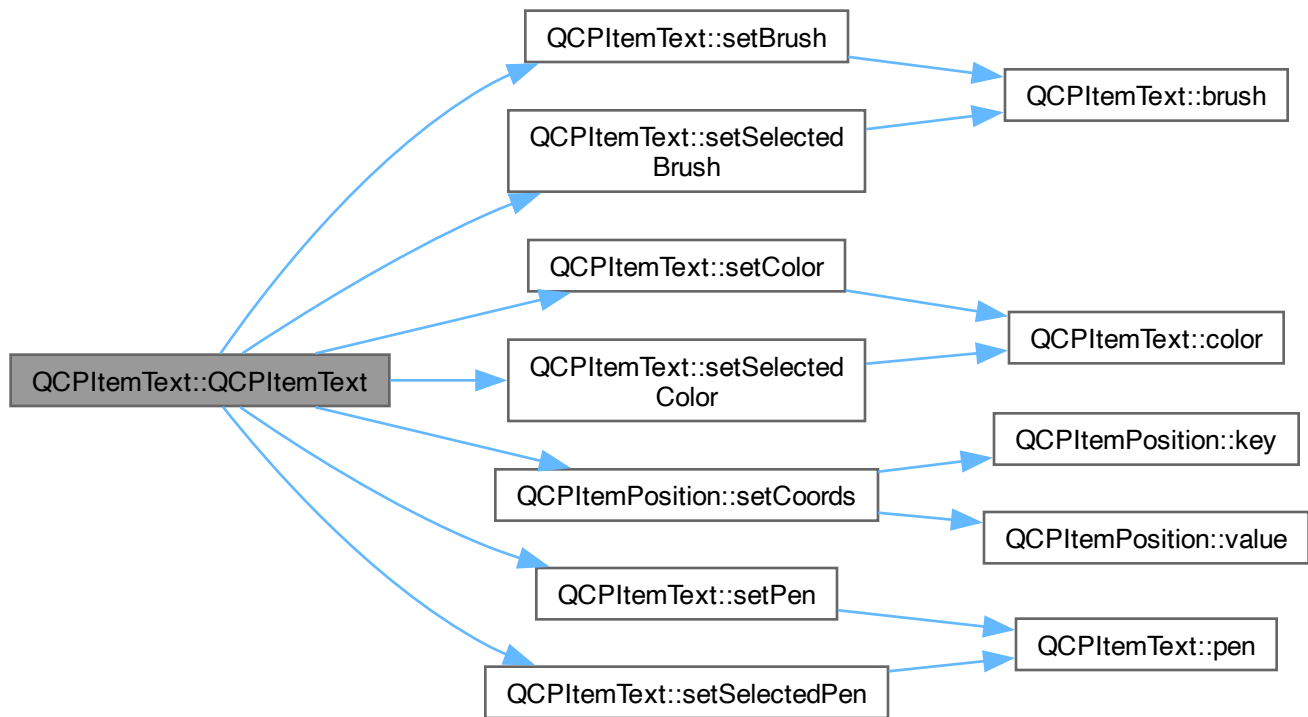 QCPItemText::QCPItemText
QCPItemText::setBrush
QCPItemText::setSelected
Brush
QCPItemText::setColor
QCPItemText::setSelected
Color
QCPItemPosition::setCoords
QCPItemText::setPen
QCPItemText::setSelectedPen
QCPItemText::brush
QCPItemText::color
QCPItemPosition::key
QCPItemPosition::value
QCPItemText::pen